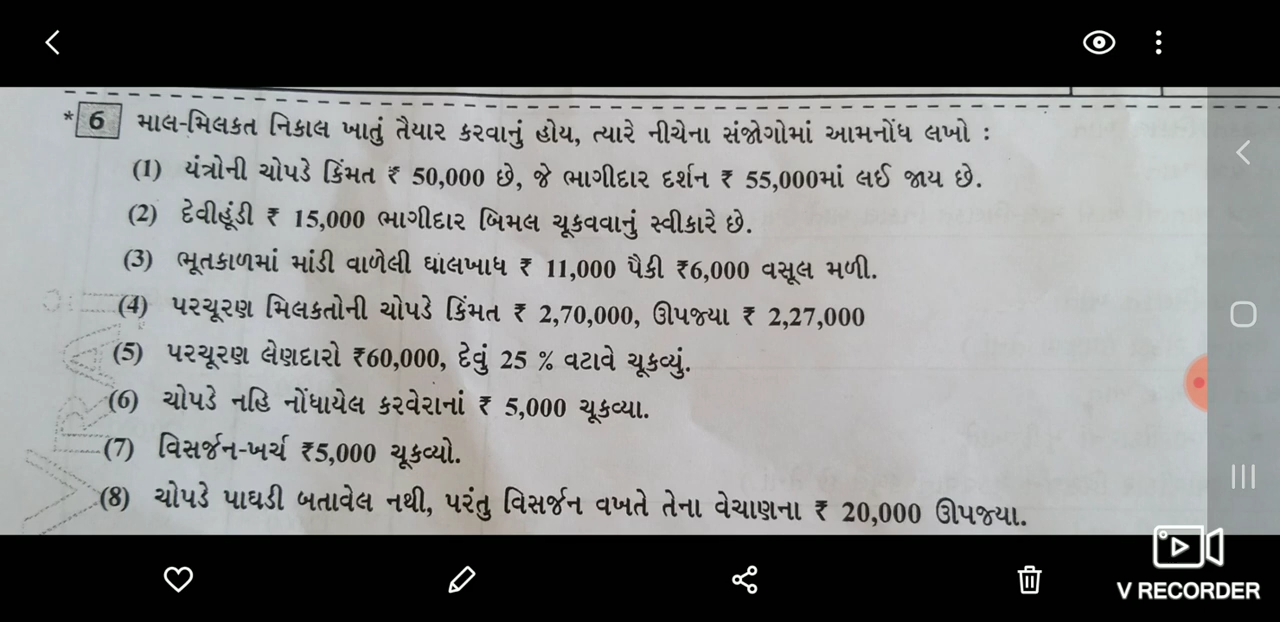 * 6 માલ-મિલકત નિકાલ ખાતું તૈયાર કરવાનું હોય, ત્યારે નીચેના સંજોગોમાં આમનોંધ લખો :
(1) યંત્રોની ચોપડે કિંમત ₹ 50,000 છે, જે ભાગીદાર દર્શન ₹ 55,000માં લઈ જાય છે.
(2) દેવીહૂંડી ₹ 15,000 ભાગીદાર બિમલ ચૂકવવાનું સ્વીકારે છે.
(3) ભૂતકાળમાં માંડી વાળેલી ઘાલખાધ ₹ 11,000 પૈકી ₹6,000 વસૂલ મળી.
(4) પરચૂરણ મિલકતોની ચોપડે કિંમત ₹ 2,70,000, ઊપજ્યા ₹ 2,27,000
(5) પરચૂરણ લેણદારો ₹60,000, દેવું 25 % વટાવે ચૂકવ્યું.
(6) ચોપડે નહિ નોંધાયેલ કરવેરાનાં ₹ 5,000 ચૂકવ્યા.
(7) વિસર્જન-ખર્ચ ₹5,000 ચૂકવ્યો.
(8) ચોપડે પાઘડી બતાવેલ નથી, પરંતુ વિસર્જન વખતે તેના વેચાણના ₹ 20,000 ઊપજ્યા.
V RECORDER